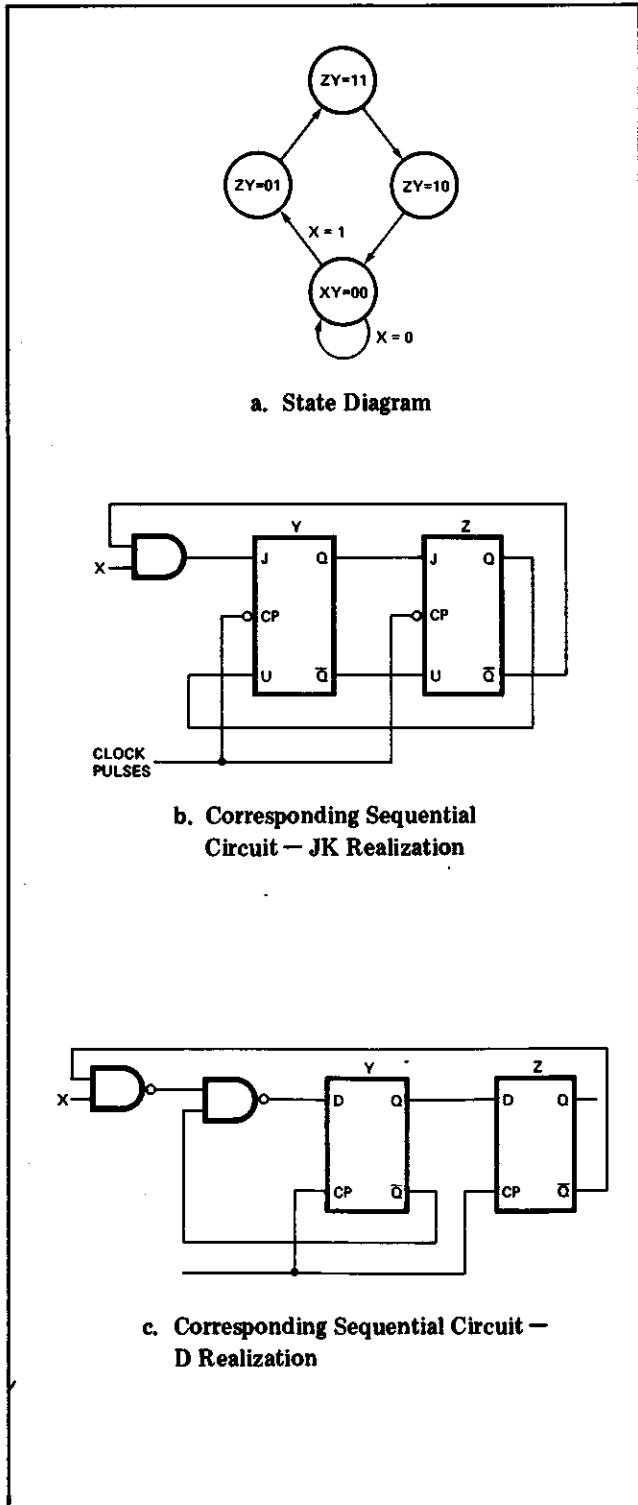 ZY=11
ZY=01
ZY=10
X = 1
XY=00
X = 0
a. State Diagram
Y
Z
X
J
Q
J
Q
CP
CP
U
Q̅
U
Q̅
CLOCK
PULSES
b. Corresponding Sequential
Circuit — JK Realization
Y
Z
X
D
Q
D
Q
CP
Q̅
CP
Q̅
c. Corresponding Sequential Circuit —
D Realization